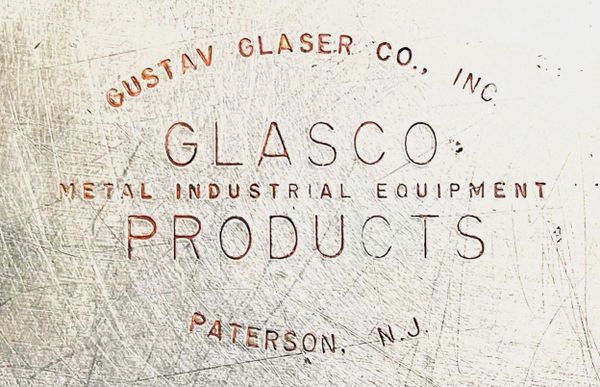 GUSTAV GLASER CO., INC
GLASCO
METAL INDUSTRIAL EQUIPMENT
PRODUCTS
PATERSON, N.J.